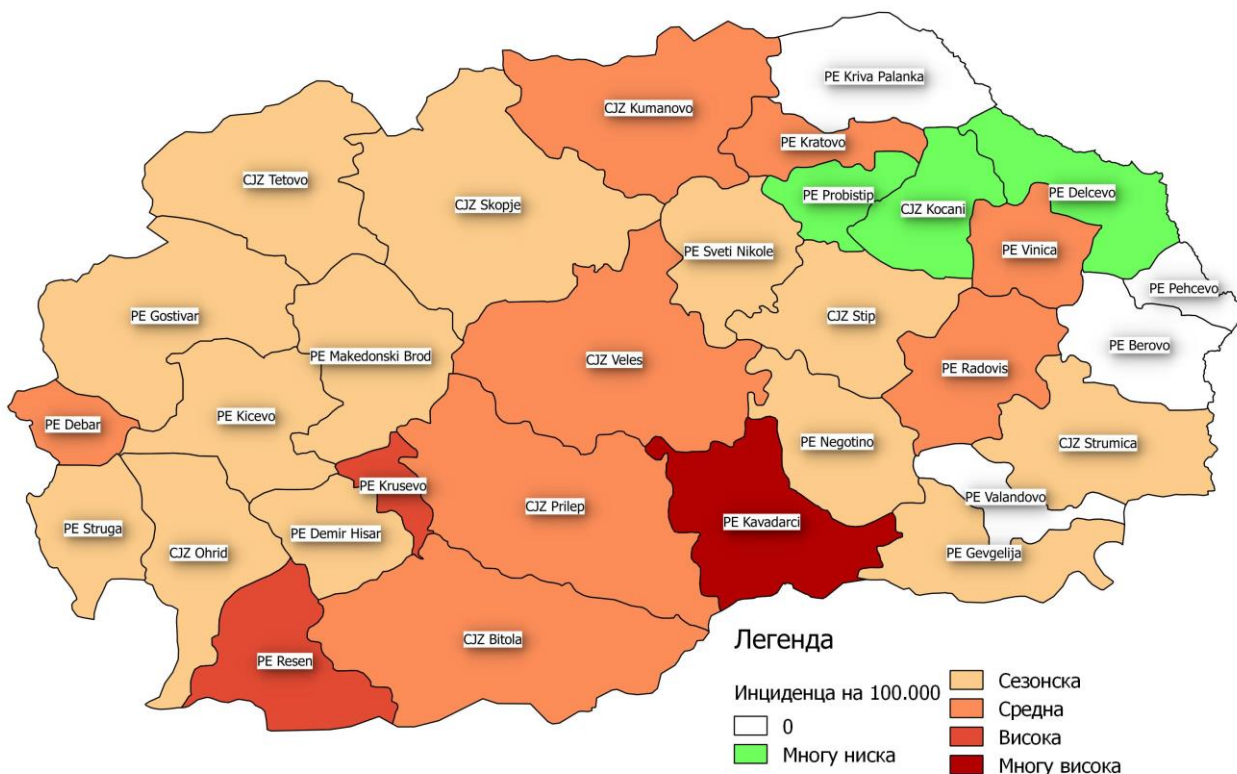 PE Kriva Palanka
CJZ Kumanovo
PE Kratovo
CJZ Tetovo
PE Probistip
PE Delcevo
CJZ Skopje
CJZ Kocani
PE Sveti Nikole
PE Vinica
PE Pehcevo
PE Gostivar
CJZ Stip
PE Berovo
PE Makedonski Brod
CJZ Veles
PE Radovis
PE Kicevo
PE Debar
PE Negotino
CJZ Strumica
PE Krusevo
PE Valandovo
PE Struga
PE Demir Hisar
CJZ Prilep
PE Kavadarci
CJZ Ohrid
PE Gevgelija
CJZ Bitola
PE Resen
Легенда
Инциденца на 100.000
0
Многу ниска
Сезонска
Средна
Висока
Многу висока